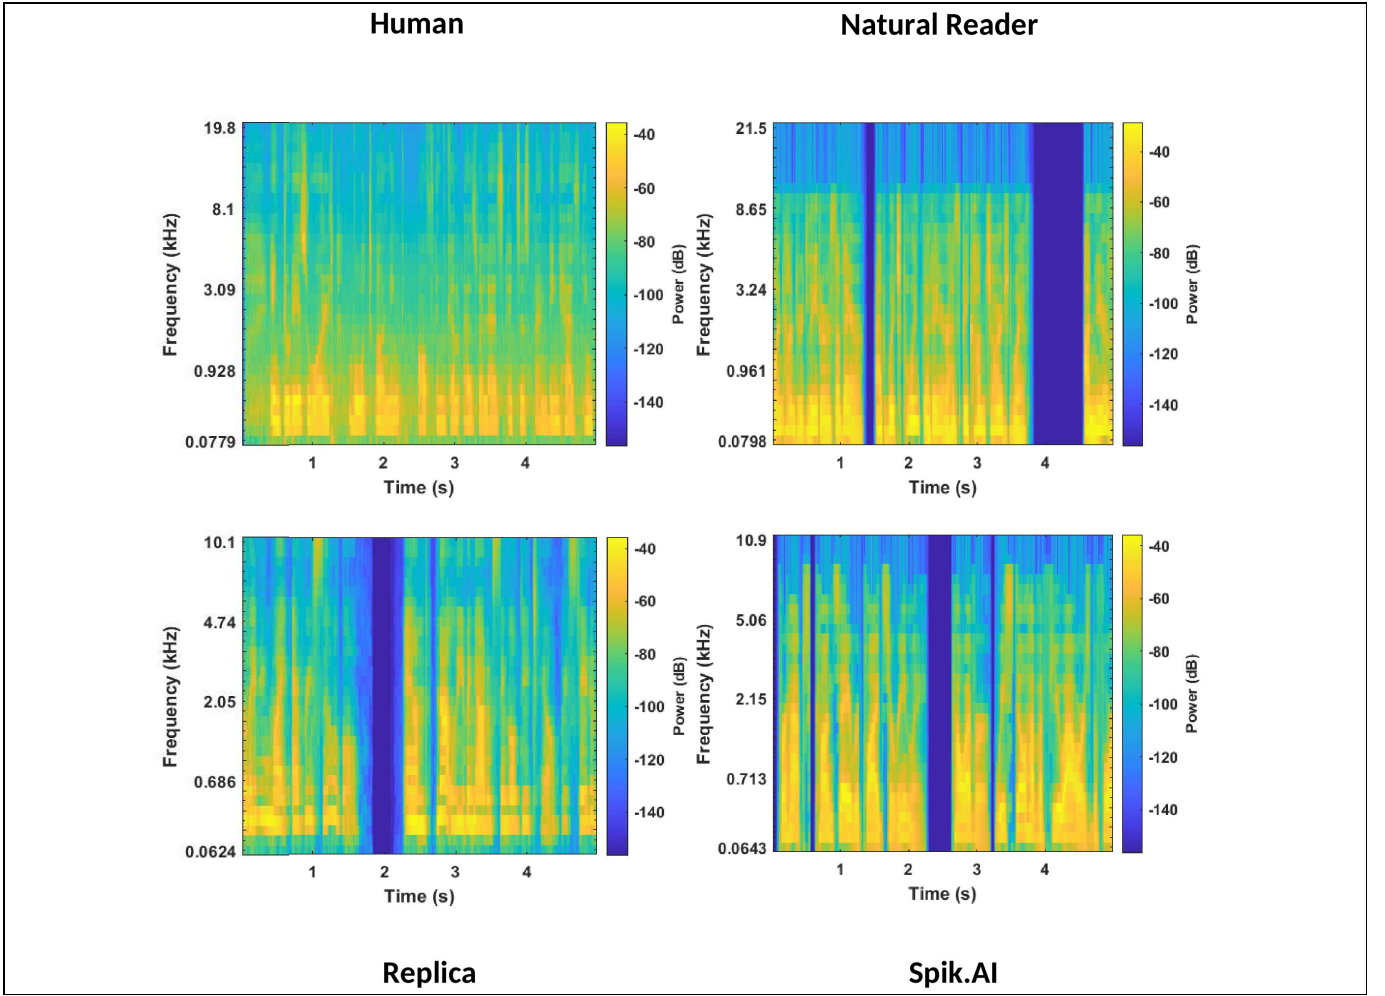 Human
Natural Reader
19.8
8.1
3.09
0.928
0.0779
Frequency (kHz)
1 2 3 4
Time (s)
-40
-60
-80
-100
-120
-140
Power (dB)
21.5
8.65
3.24
0.961
0.0798
Frequency (kHz)
1 2 3 4
Time (s)
-40
-60
-80
-100
-120
-140
Power (dB)
10.1
4.74
2.05
0.686
0.0624
Frequency (kHz)
1 2 3 4
Time (s)
-40
-60
-80
-100
-120
-140
Power (dB)
10.9
5.06
2.15
0.713
0.0643
Frequency (kHz)
1 2 3 4
Time (s)
-40
-60
-80
-100
-120
-140
Power (dB)
Replica
Spik.AI